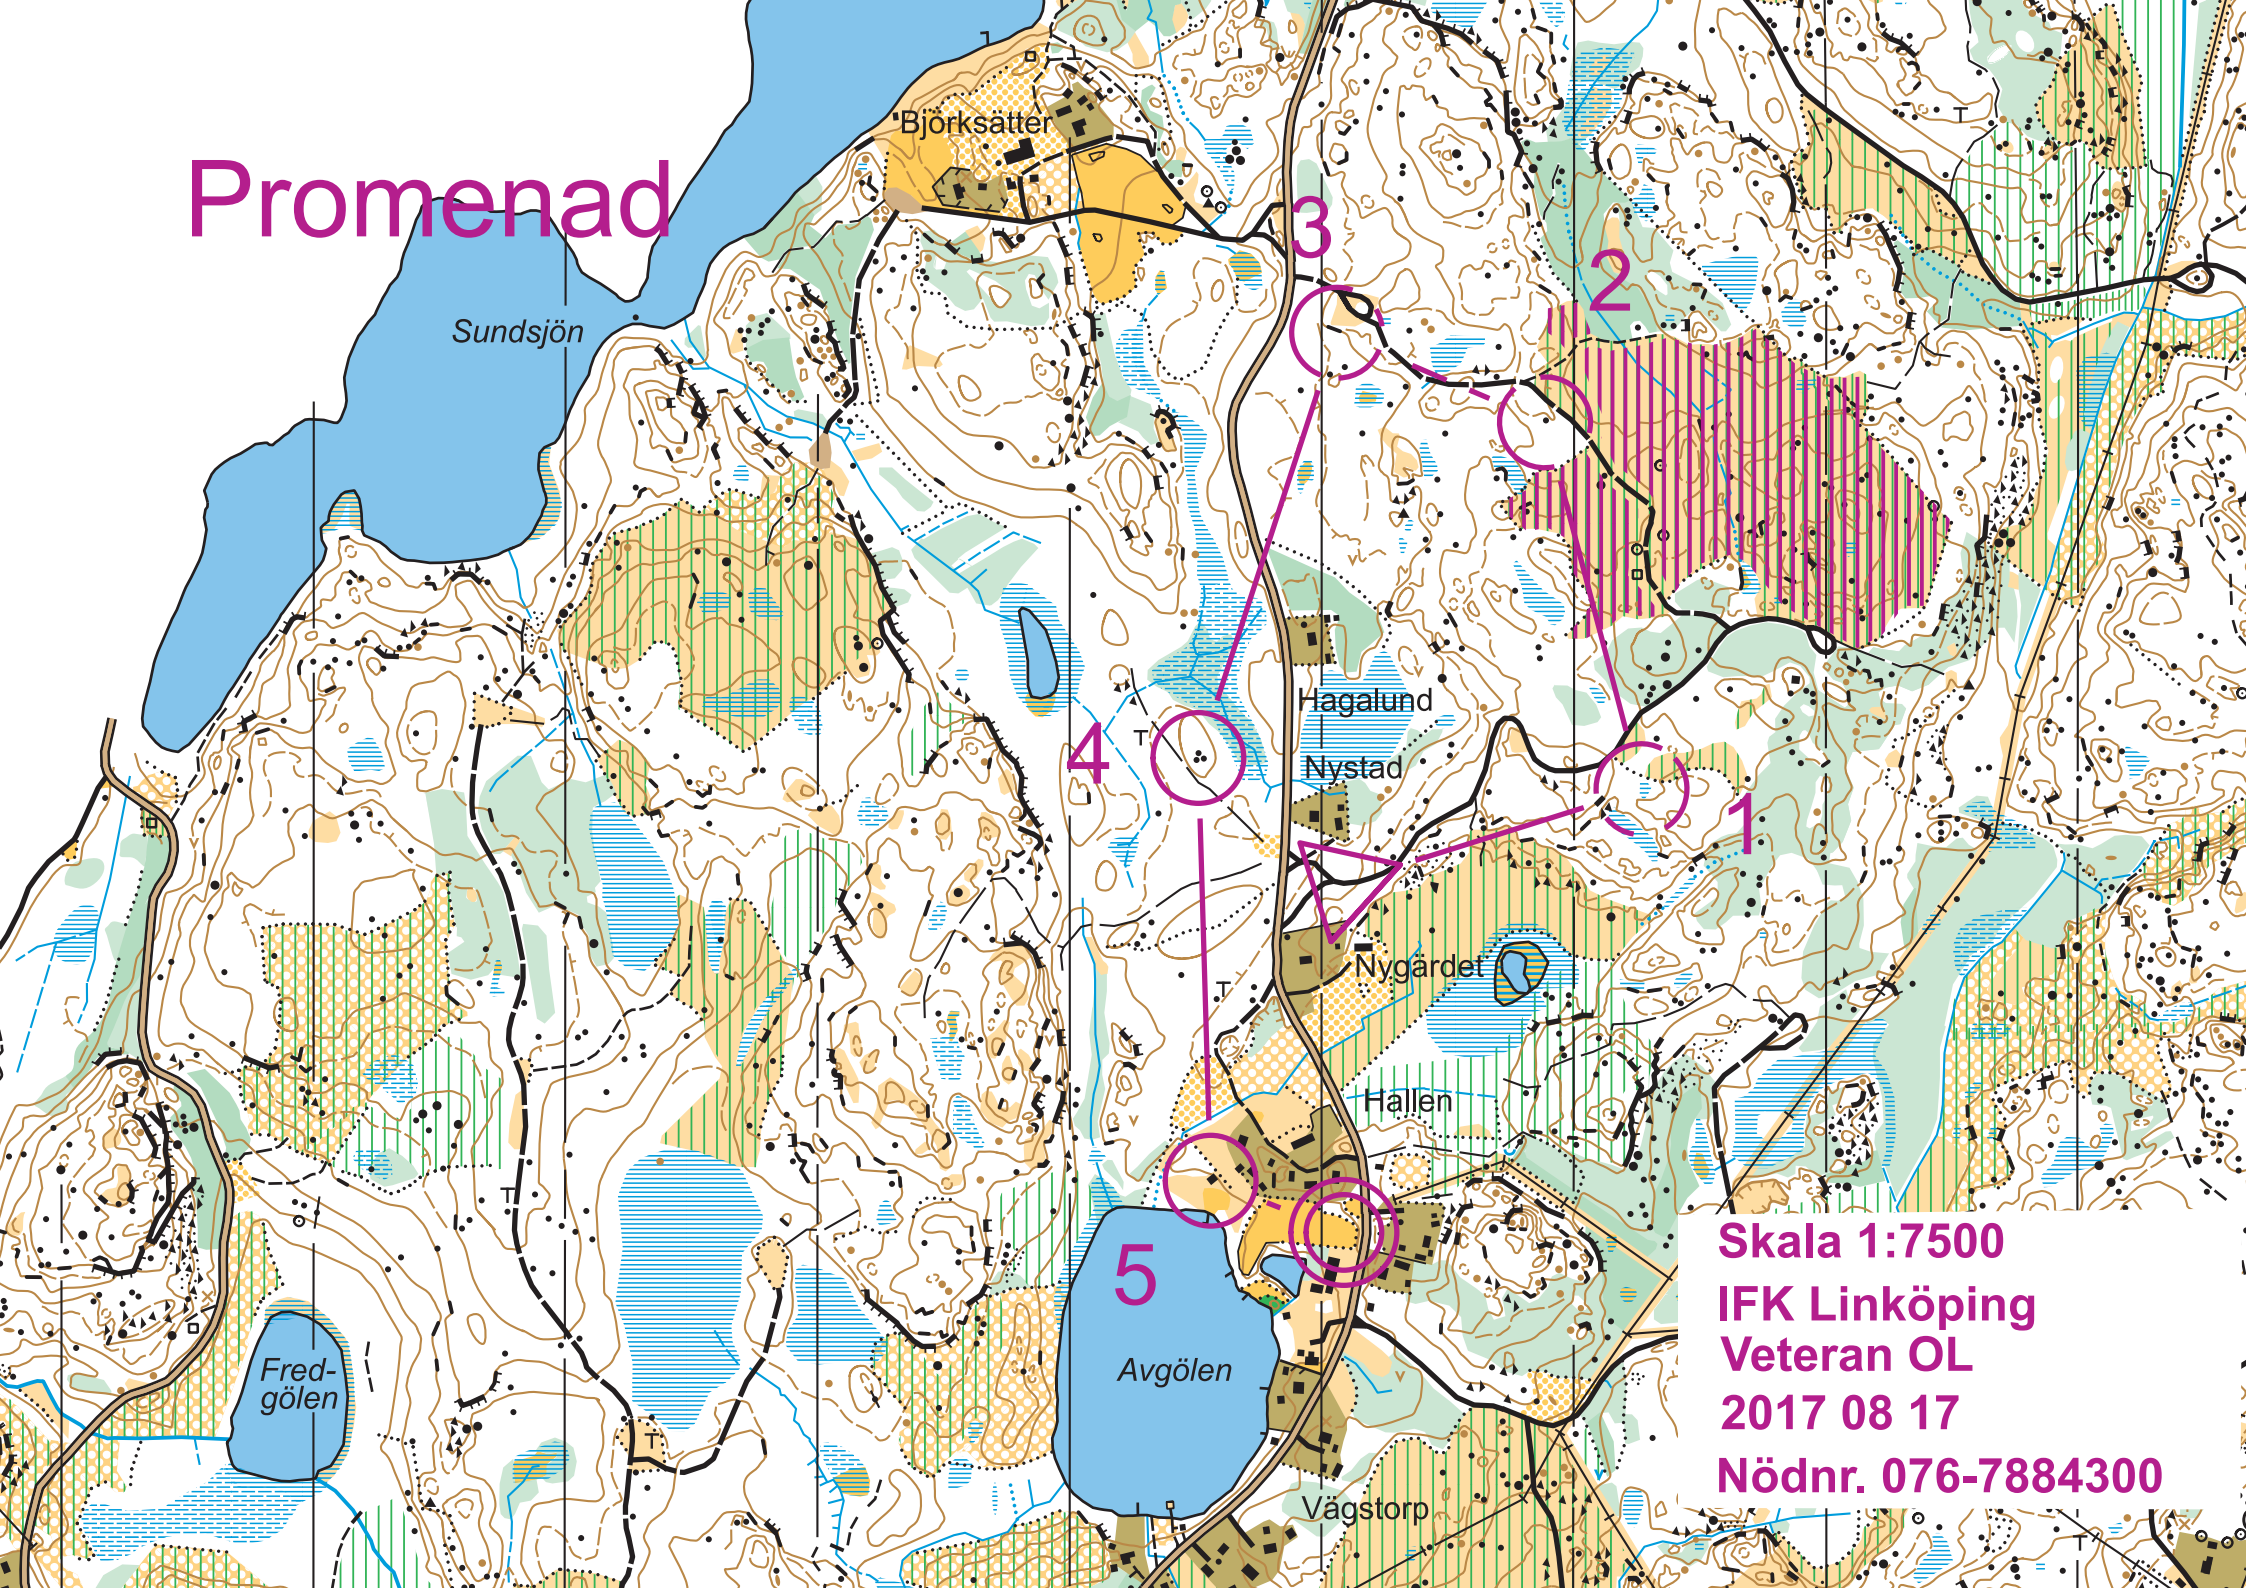 Promenad
Björksätter
Sundsjön
3
2
Hagalund
4
Nystad
1
Nygärdet
Hallen
5
Avgölen
Fred-
gölen
Vägstorp
Skala 1:7500
IFK Linköping
Veteran OL
2017 08 17
Nödnr. 076-7884300